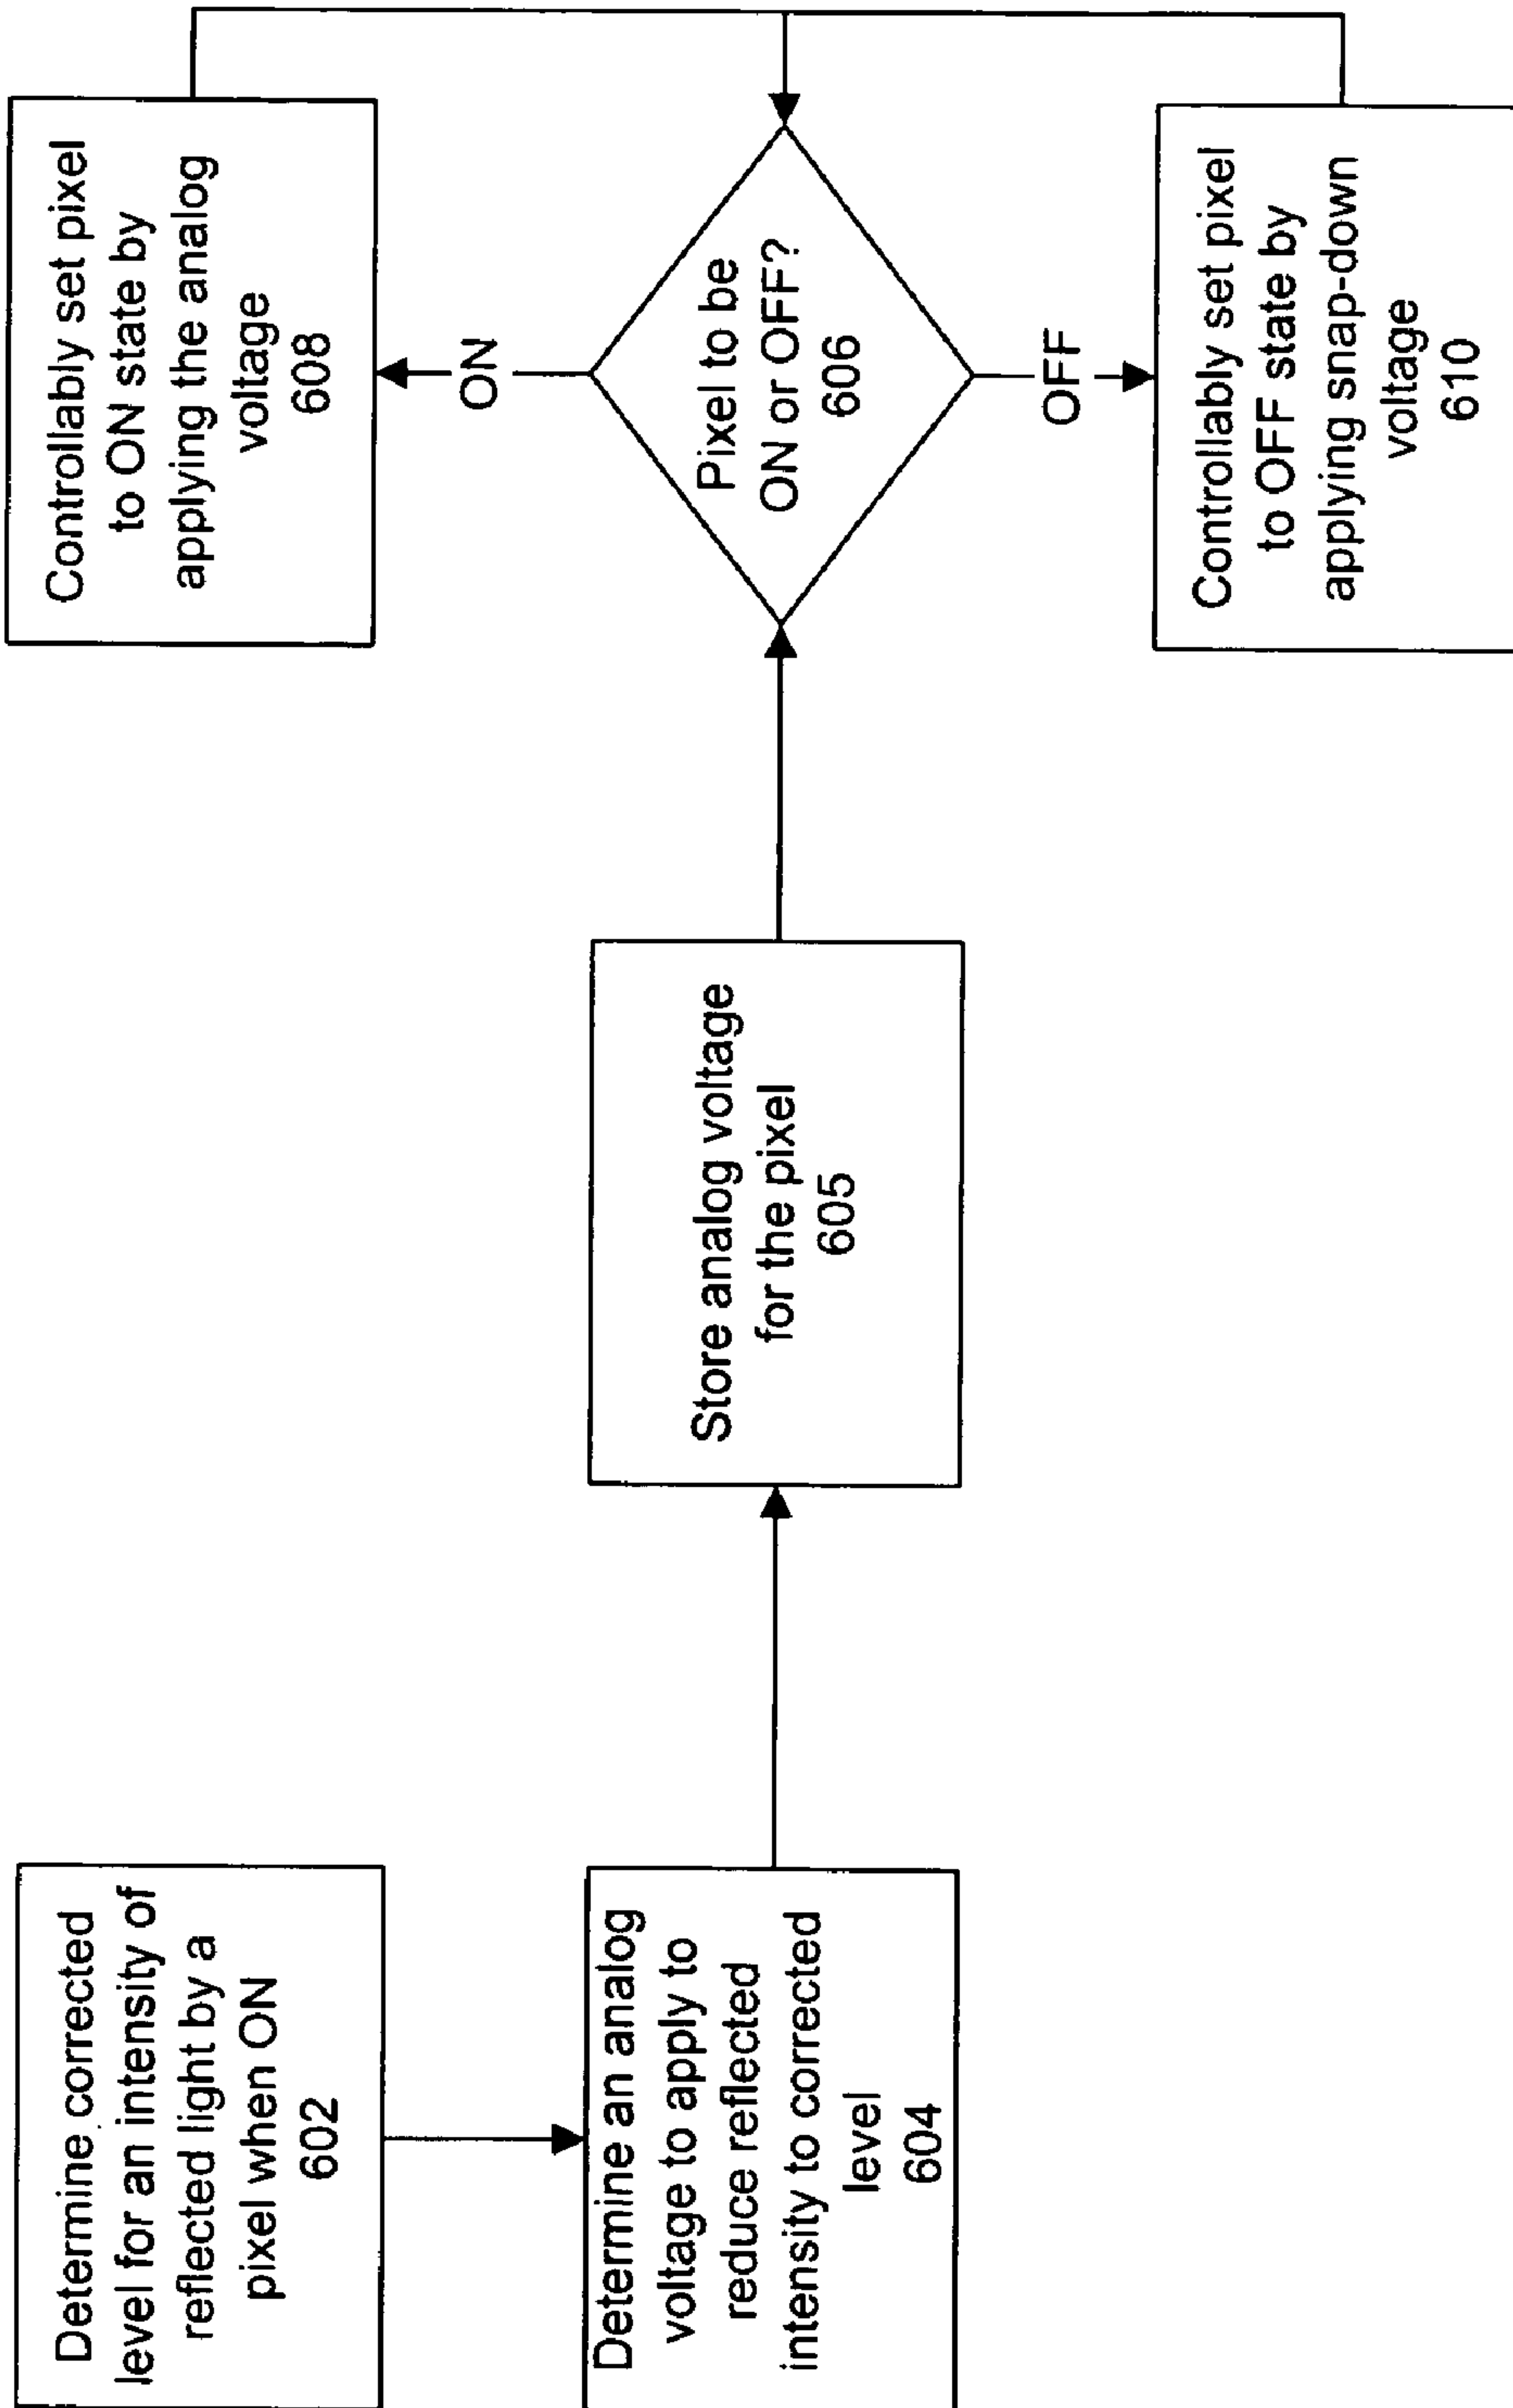 Determine corrected
level for an intensity of
reflected light by a
pixel when ON
602
Determine an analog
voltage to apply to
reduce reflected
intensity to corrected
level
604
Store analog voltage
for the pixel
605
Pixel to be
ON or OFF?
606
ON
Controllably set pixel
to ON state by
applying the analog
voltage
608
OFF
Controllably set pixel
to OFF state by
applying snap-down
voltage
610